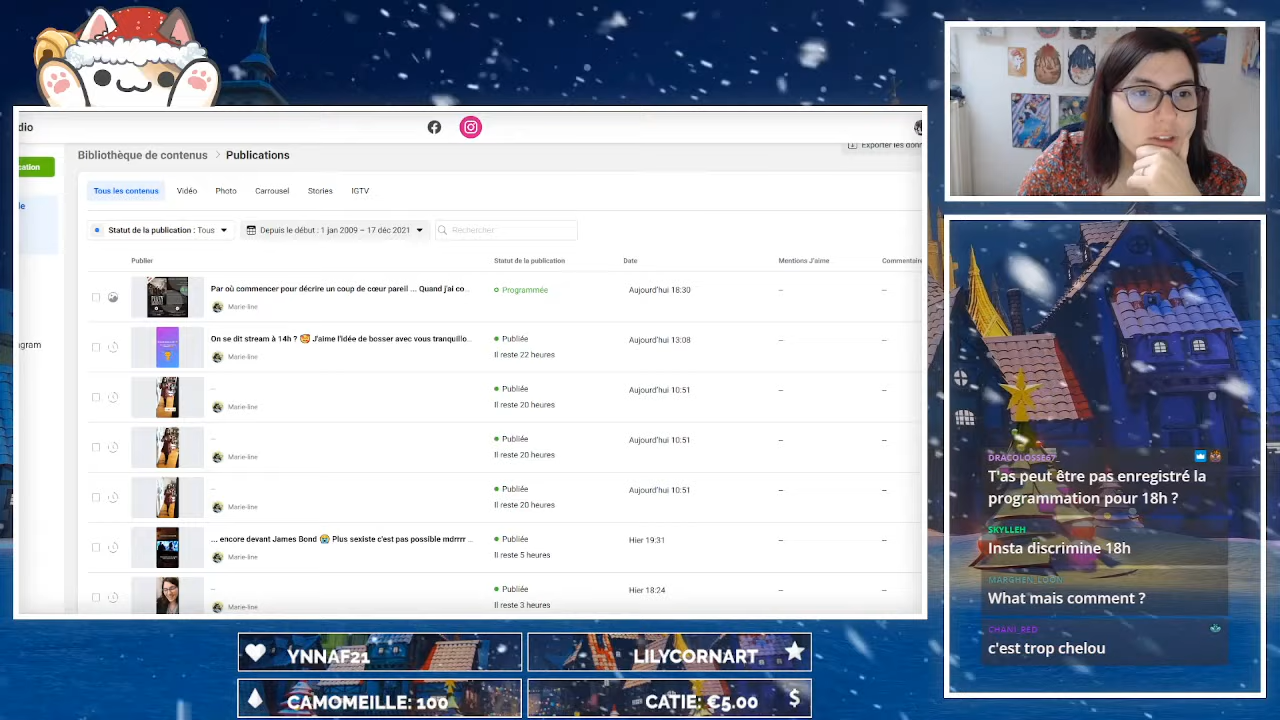 dio
Bibliothèque de contenus > Publications
Exporter les donn
cation
Tous les contenus Vidéo Photo Carrousel Stories IGTV
le
Statut de la publication : Tous
Depuis le début : 1 jan 2009 – 17 déc 2021
Rechercher
Publier Statut de la publication Date Mentions J'aime Commentaire
Par où commencer pour décrire un coup de cœur pareil ... Quand j'ai co...
Programmée Aujourd'hui 18:30 – –
Marie-line
On se dit stream à 14h ? 🥰 J'aime l'idée de bosser avec vous tranquillo...
Publiée Aujourd'hui 13:08 – –
agram
Marie-line Il reste 22 heures
– Publiée Aujourd'hui 10:51 – –
Marie-line Il reste 20 heures
– Publiée Aujourd'hui 10:51 – –
Marie-line Il reste 20 heures
– Publiée Aujourd'hui 10:51 – –
Marie-line Il reste 20 heures
... encore devant James Bond 😭 Plus sexiste c'est pas possible mdrrrr ...
Publiée Hier 19:31 – –
Marie-line Il reste 5 heures
– Publiée Hier 18:24 – –
Marie-line Il reste 3 heures
DRACOLOSSE67_
T'as peut être pas enregistré la
programmation pour 18h ?
SKYLLEH
Insta discrimine 18h
MARGHEN_LOON
What mais comment ?
CHANI_RED
c'est trop chelou
YNNAF21
LILYCORNART
CAMOMEILLE: 100
CATIE: €5.00